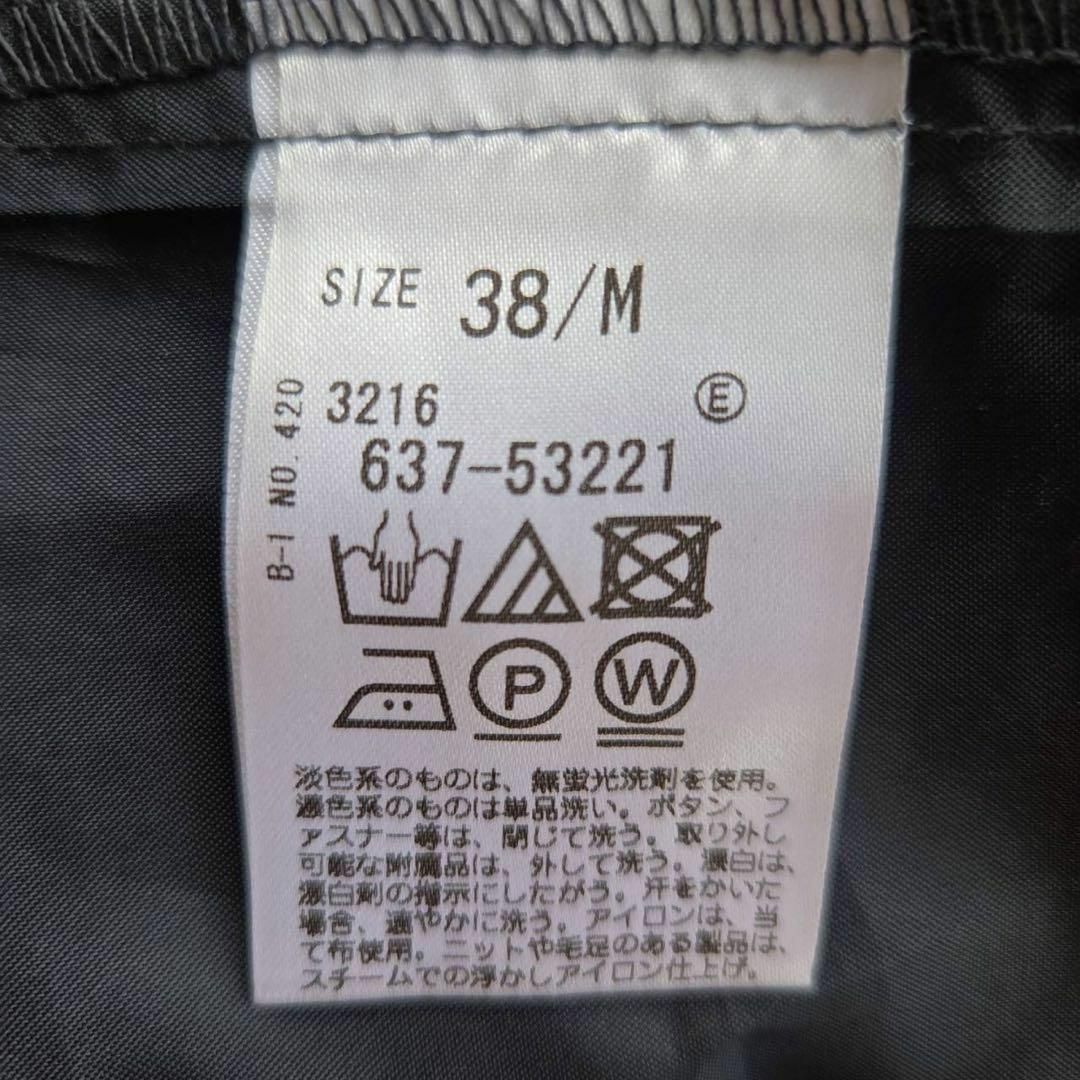 SIZE 38/M
3216 E
637-53221
B-1 NO. 420
P W
淡色系のものは、無蛍光洗剤を使用。
濃色系のものは単品洗い。ボタン、フ
ァスナー等は、閉じて洗う。取り外し
可能な附属品は、外して洗う。漂白は、
漂白剤の指示にしたがう。汗をかいた
場合、速やかに洗う。アイロンは、当
て布使用。ニットや毛足のある製品は、
スチームでの浮かしアイロン仕上げ。